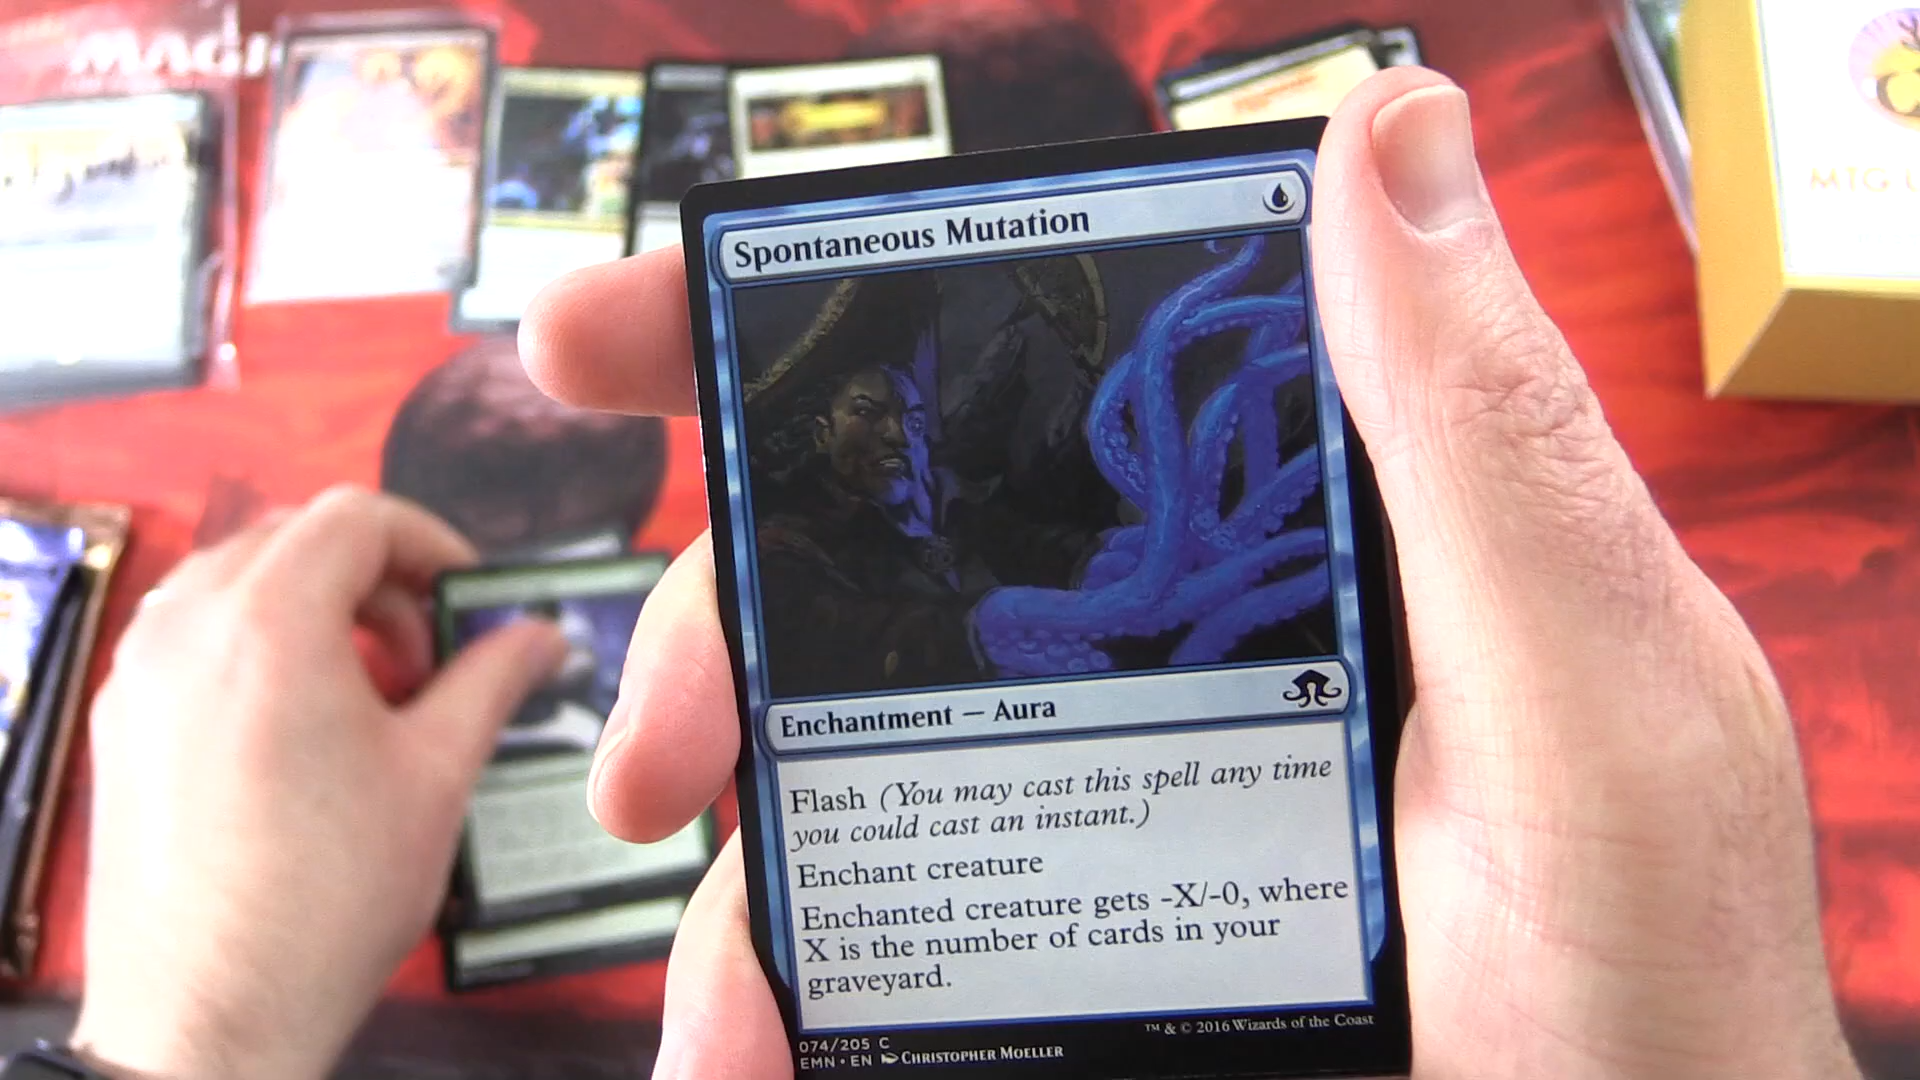 MAGI
MTG
Spontaneous Mutation
Enchantment — Aura
Flash (You may cast this spell any time
you could cast an instant.)
Enchant creature
Enchanted creature gets -X/-0, where
X is the number of cards in your
graveyard.
™ & © 2016 Wizards of the Coast
074/205 C
EMN • EN CHRISTOPHER MOELLER